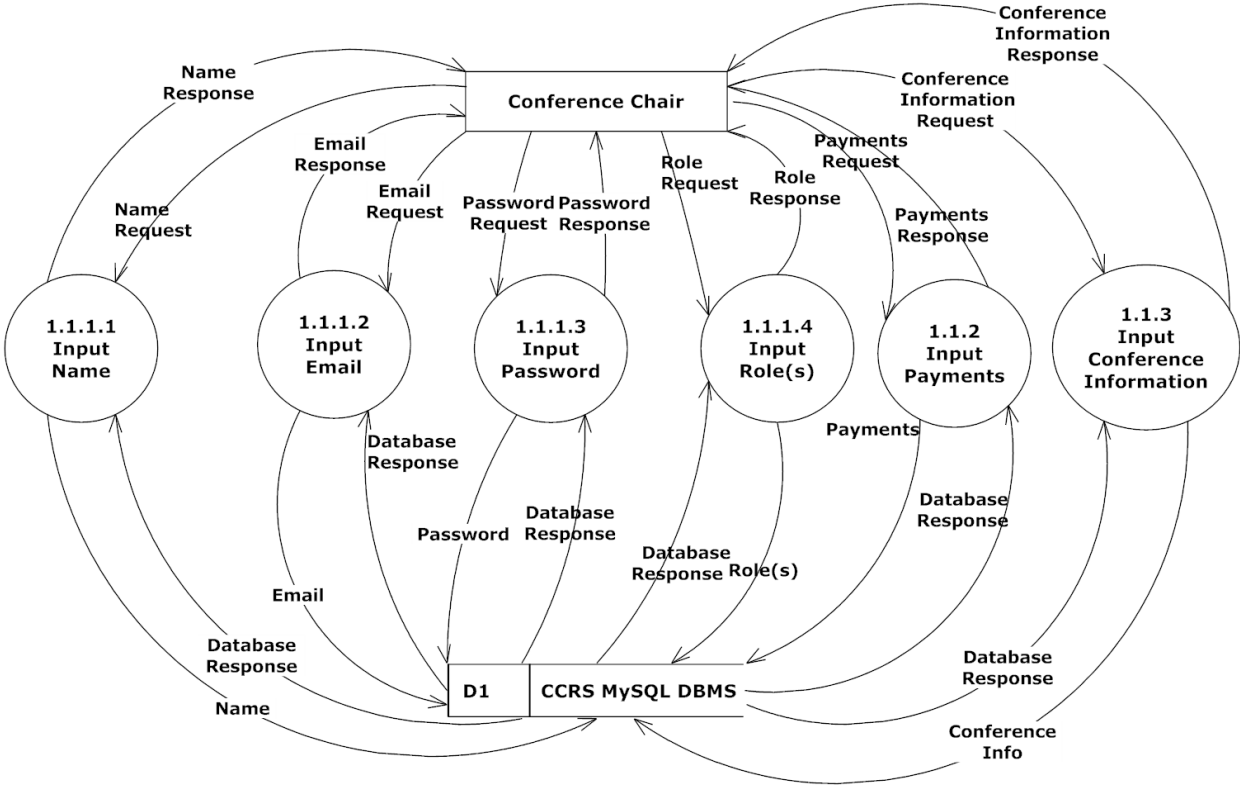 Conference
Information
Response
Name
Response
Conference
Information
Request
Conference Chair
Email
Response
Payments
Request
Role
Request
Role
Response
Email
Request
Password
Request
Password
Response
Name
Request
Payments
Response
1.1.1.1
Input
Name
1.1.1.2
Input
Email
1.1.1.3
Input
Password
1.1.1.4
Input
Role(s)
1.1.2
Input
Payments
1.1.3
Input
Conference
Information
Database
Response
Payments
Password
Database
Response
Database
Response
Role(s)
Database
Response
Email
Database
Response
Name
D1
CCRS MySQL DBMS
Database
Response
Conference
Info